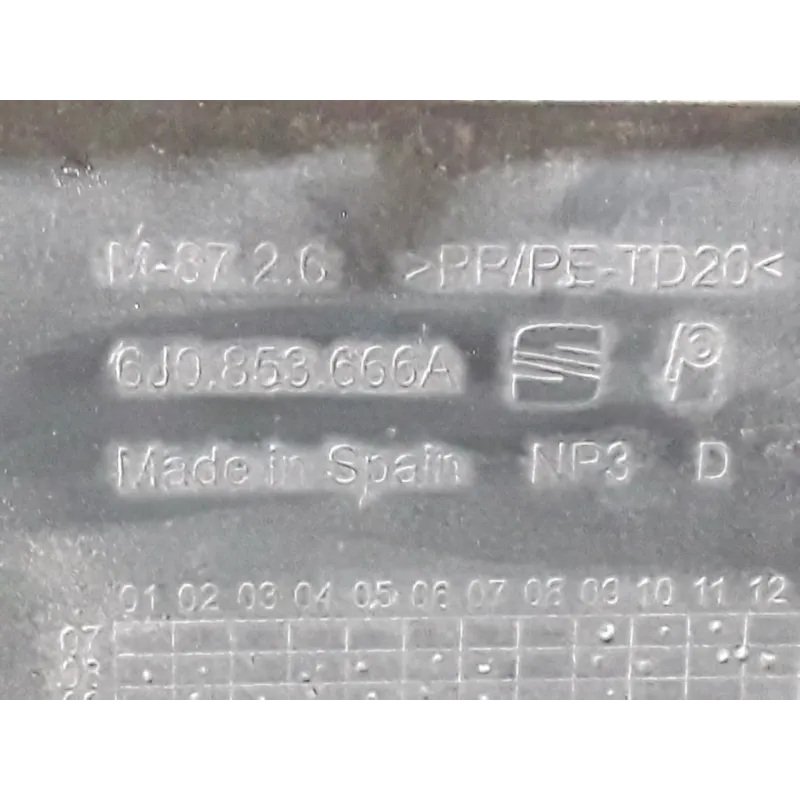 M-87.2.6 >PP/PE-TD20<
6J0.853.666A
Made in Spain NP3 D
01 02 03 04 05 06 07 08 09 10 11 12
07
08